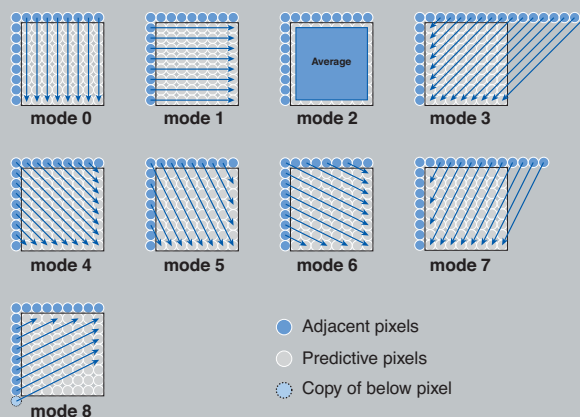 Average
mode 0
mode 1
mode 2
mode 3
mode 4
mode 5
mode 6
mode 7
mode 8
Adjacent pixels
Predictive pixels
Copy of below pixel